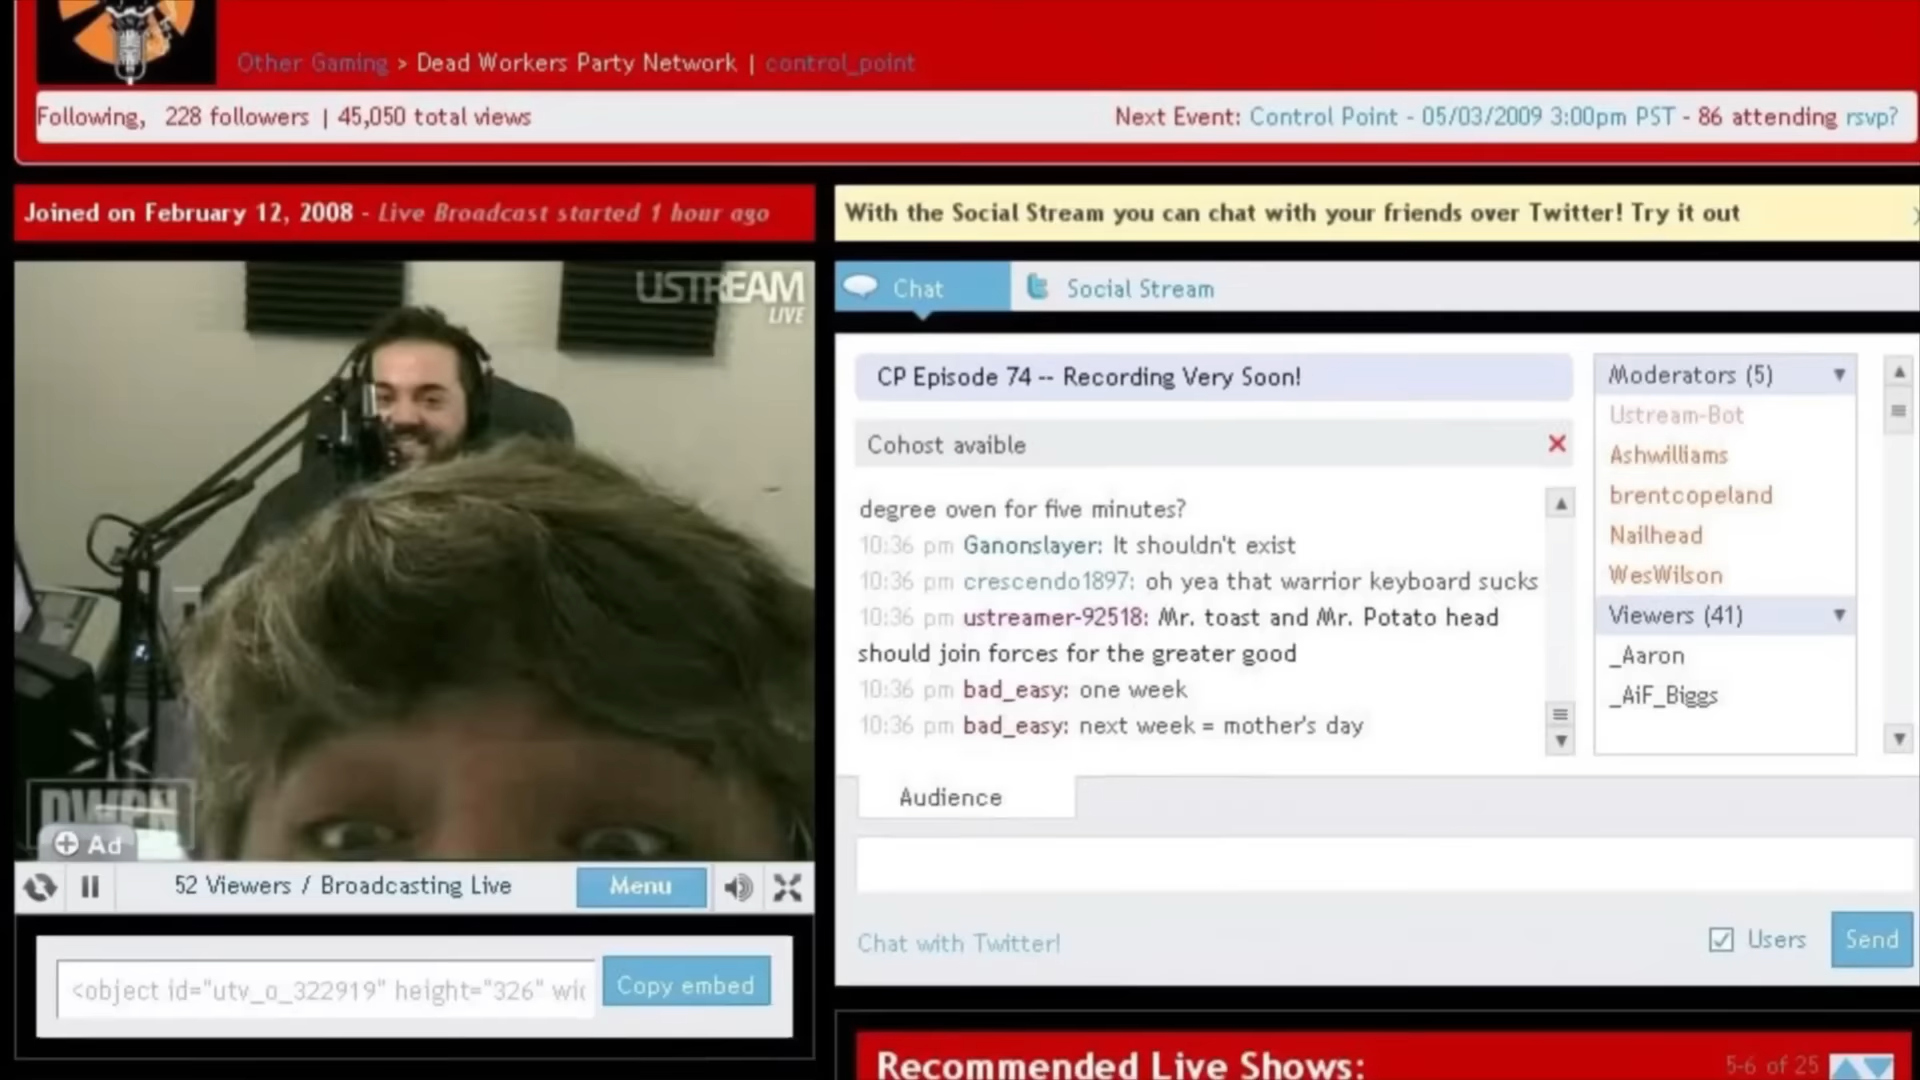 Other Gaming > Dead Workers Party Network | control_point
Following, 228 followers | 45,050 total views
Next Event: Control Point - 05/03/2009 3:00pm PST - 86 attending rsvp?
Joined on February 12, 2008 - Live Broadcast started 1 hour ago
With the Social Stream you can chat with your friends over Twitter! Try it out
USTREAM
LIVE
Chat
Social Stream
CP Episode 74 -- Recording Very Soon!
Cohost avaible
degree oven for five minutes?
10:36 pm Ganonslayer: It shouldn't exist
10:36 pm crescendo1897: oh yea that warrior keyboard sucks
10:36 pm ustreamer-92518: Mr. toast and Mr. Potato head
should join forces for the greater good
10:36 pm bad_easy: one week
10:36 pm bad_easy: next week = mother's day
Moderators (5)
Ustream-Bot
Ashwilliams
brentcopeland
Nailhead
WesWilson
Viewers (41)
_Aaron
_AiF_Biggs
Audience
DWPN
Ad
52 Viewers / Broadcasting Live
Menu
Chat with Twitter!
Users
Send
<object id="utv_o_322919" height="326" wi
Copy embed
Recommended Live Shows:
5-6 of 25